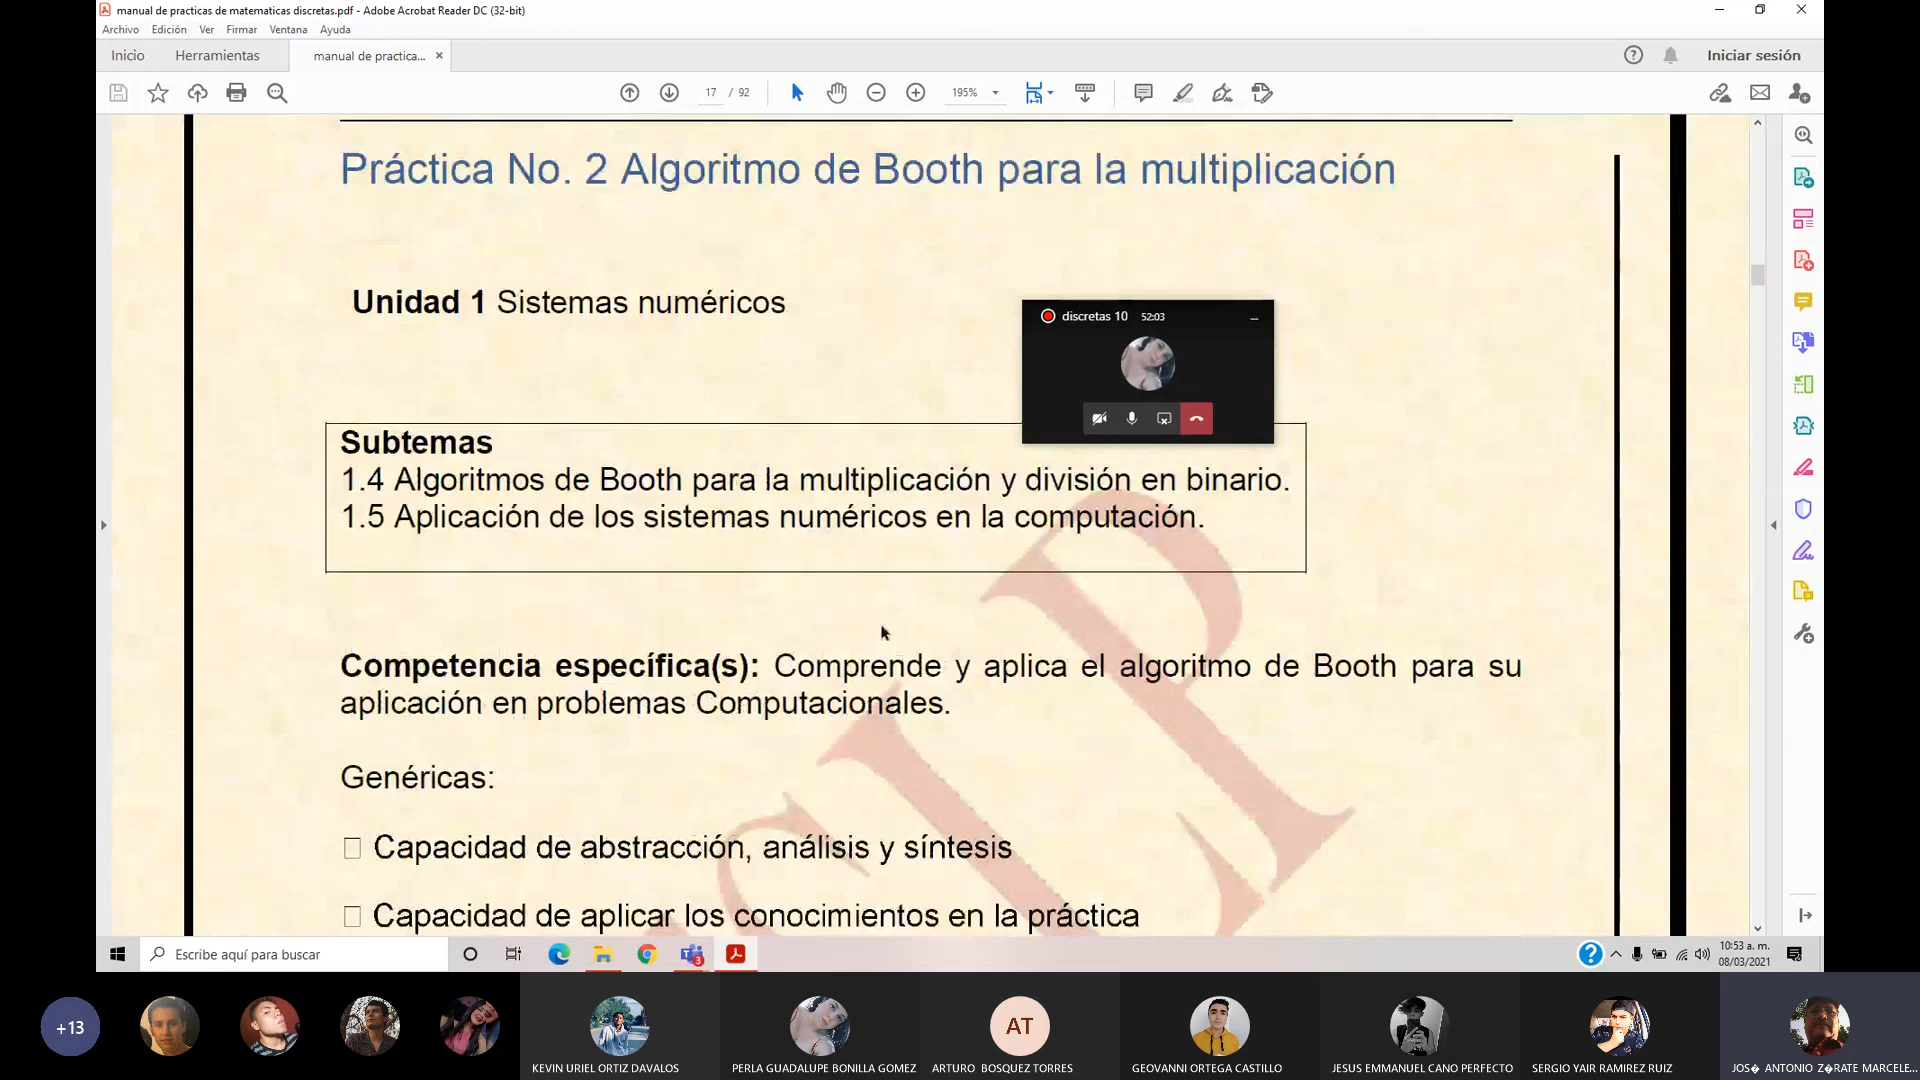 manual de practicas de matematicas discretas.pdf - Adobe Acrobat Reader DC (32-bit)
Archivo Edición Ver Firmar Ventana Ayuda
Inicio Herramientas manual de practica... × Iniciar sesión
17 / 92 195%
Práctica No. 2 Algoritmo de Booth para la multiplicación
Unidad 1 Sistemas numéricos
discretas 10 52:03
Subtemas
1.4 Algoritmos de Booth para la multiplicación y división en binario.
1.5 Aplicación de los sistemas numéricos en la computación.
Competencia específica(s): Comprende y aplica el algoritmo de Booth para su
aplicación en problemas Computacionales.
Genéricas:
Capacidad de abstracción, análisis y síntesis
Capacidad de aplicar los conocimientos en la práctica
Escribe aquí para buscar
3
10:53 a. m.
08/03/2021
+13
AT
KEVIN URIEL ORTIZ DAVALOS PERLA GUADALUPE BONILLA GOMEZ ARTURO BOSQUEZ TORRES GEOVANNI ORTEGA CASTILLO JESUS EMMANUEL CANO PERFECTO SERGIO YAIR RAMIREZ RUIZ JOS� ANTONIO Z�RATE MARCELE...